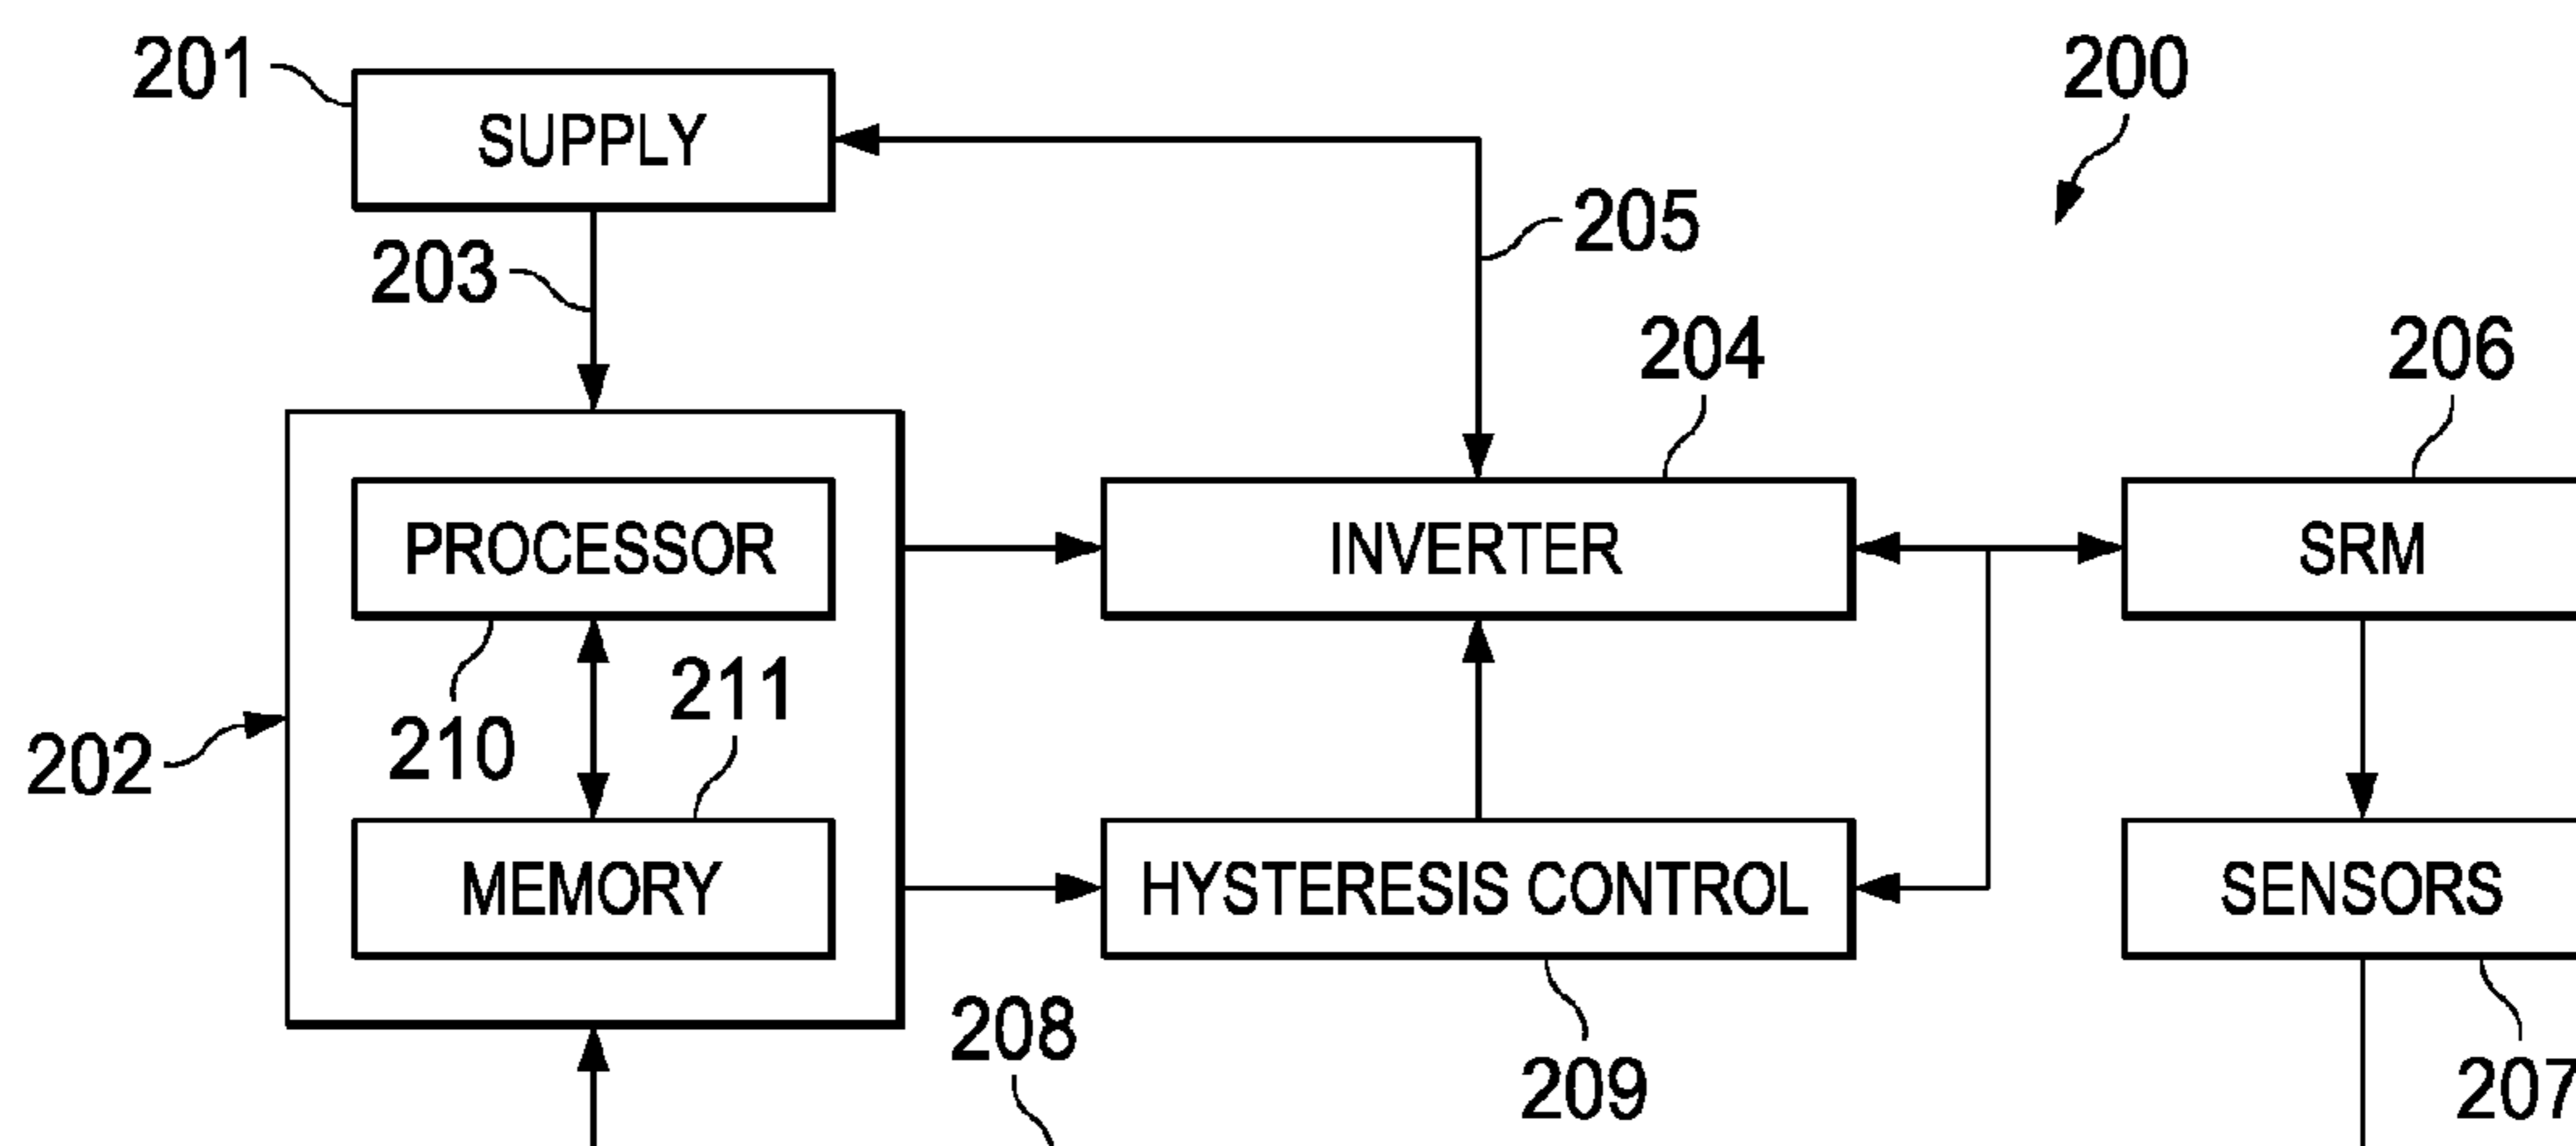 201
SUPPLY
200
203
205
204
206
PROCESSOR
INVERTER
SRM
211
210
202
MEMORY
HYSTERESIS CONTROL
SENSORS
208
209
207